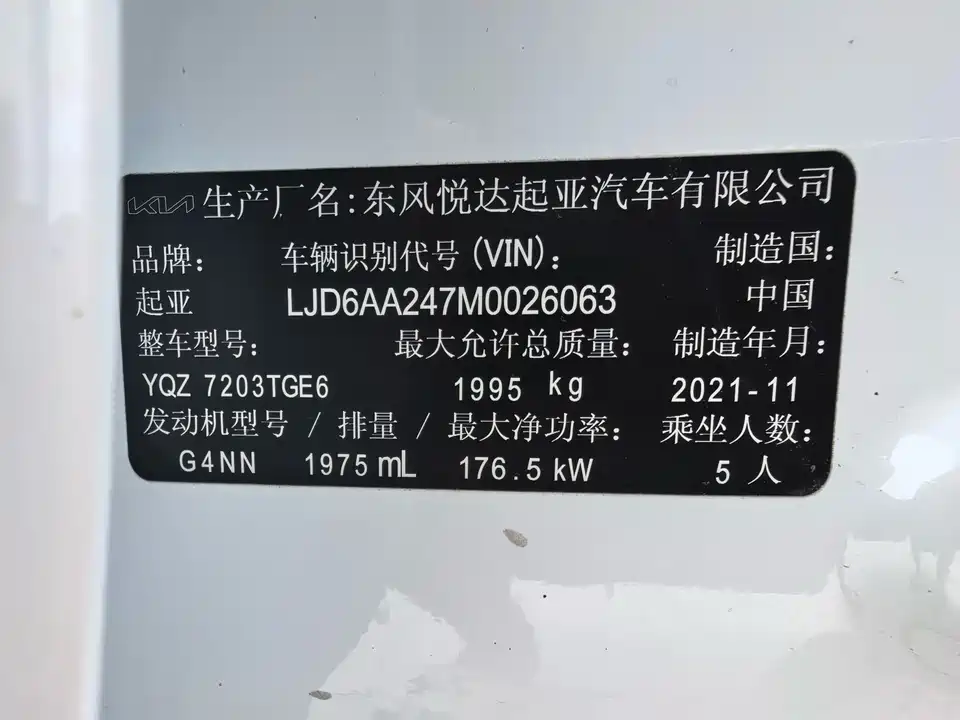 KIA 生产厂名:东风悦达起亚汽车有限公司
品牌: 车辆识别代号(VIN): 制造国:
起亚 LJD6AA247M0026063 中国
整车型号: 最大允许总质量: 制造年月:
YQZ 7203TGE6 1995 kg 2021-11
发动机型号 / 排量 / 最大净功率: 乘坐人数:
G4NN 1975 mL 176.5 kW 5 人